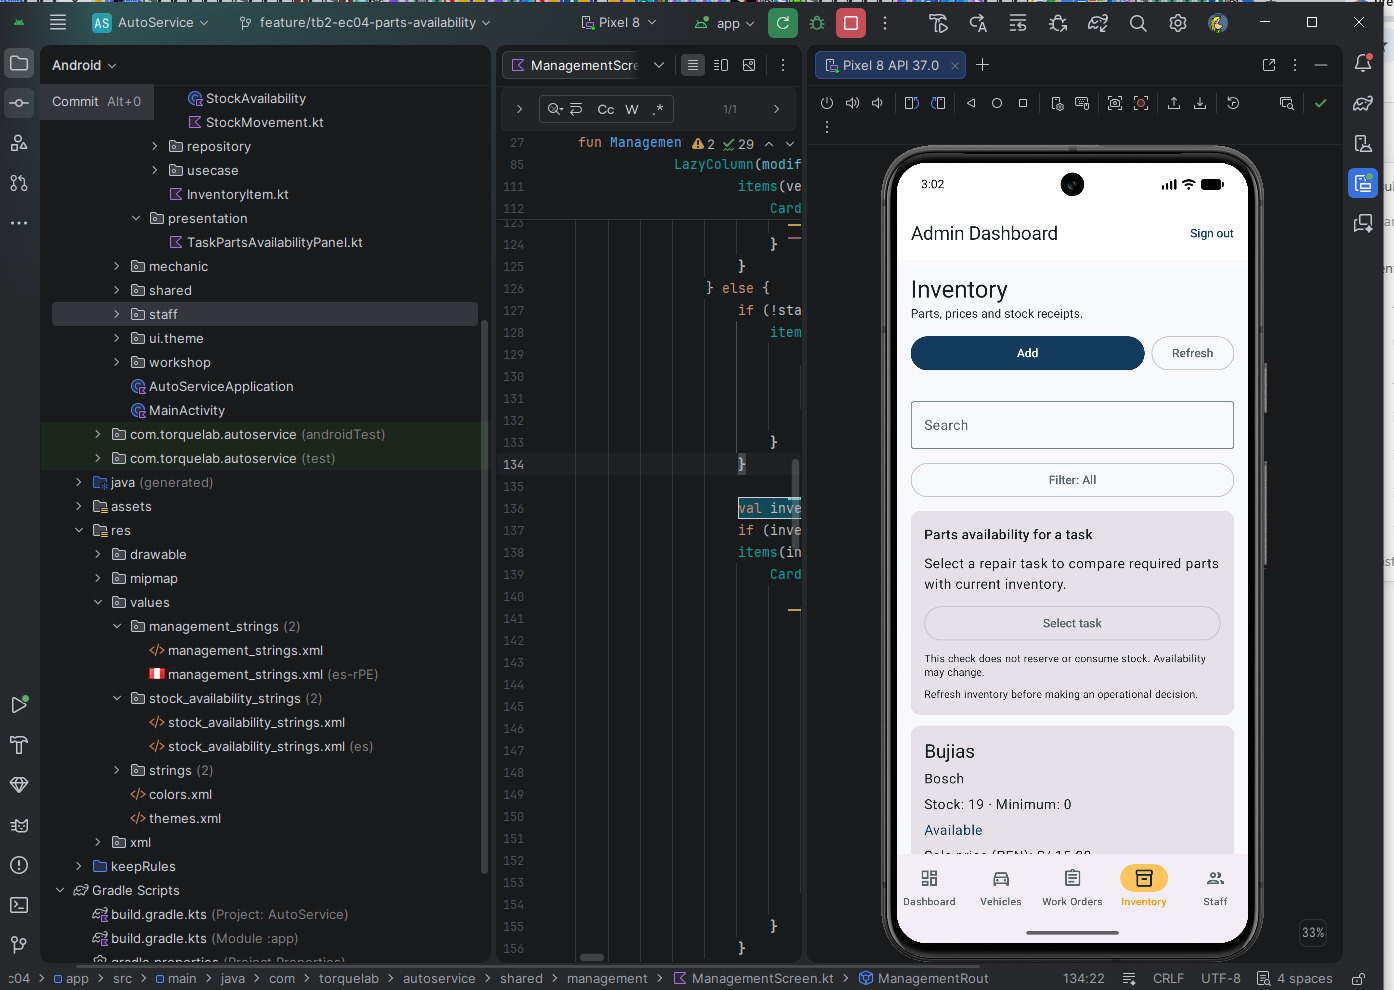 AS AutoService feature/tb2-ec04-parts-availability Pixel 8 app
Android
Commit Alt+0
StockAvailability
StockMovement.kt
repository
usecase
InventoryItem.kt
presentation
TaskPartsAvailabilityPanel.kt
mechanic
shared
staff
ui.theme
workshop
AutoServiceApplication
MainActivity
com.torquelab.autoservice (androidTest)
com.torquelab.autoservice (test)
java (generated)
assets
res
drawable
mipmap
values
management_strings (2)
management_strings.xml
management_strings.xml (es-rPE)
stock_availability_strings (2)
stock_availability_strings.xml
stock_availability_strings.xml (es)
strings (2)
colors.xml
themes.xml
xml
keepRules
Gradle Scripts
build.gradle.kts (Project: AutoService)
build.gradle.kts (Module :app)
gradle.properties (Project Properties)
ManagementScre
Cc W .* 1/1
27 fun Managemen 2 29
85 LazyColumn(modif
111 items(ve
112 Card
123
124 }
125 }
126 } else {
127 if (!sta
128 item
129
130
131
132
133 }
134 }
135
136 val inve
137 if (inve
138 items(in
139 Card
140
141
142
143
144
145
146
147
148
149
150
151
152
153
154
155 }
156 }
Pixel 8 API 37.0
3:02
Admin Dashboard Sign out
Inventory
Parts, prices and stock receipts.
Add Refresh
Search
Filter: All
Parts availability for a task
Select a repair task to compare required parts
with current inventory.
Select task
This check does not reserve or consume stock. Availability
may change.
Refresh inventory before making an operational decision.
Bujias
Bosch
Stock: 19 · Minimum: 0
Available
Sale price (PEN): S/ 15.00
Dashboard Vehicles Work Orders Inventory Staff
33%
c04 > app > src > main > java > com > torquelab > autoservice > shared > management > ManagementScreen.kt > ManagementRout 134:22 CRLF UTF-8 4 spaces